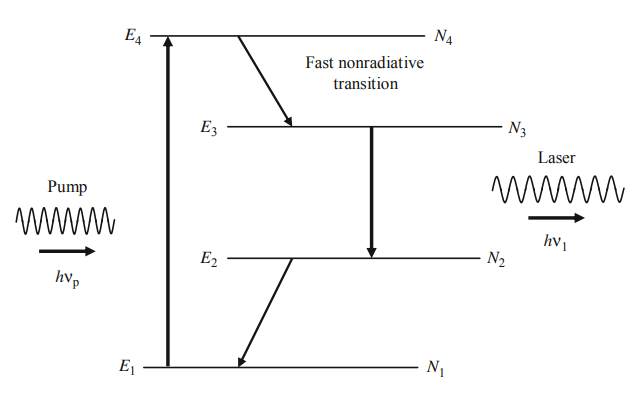 E₄ N₄
Fast nonradiative
transition
E₃ N₃
Laser
Pump
hν₁
E₂ N₂
hνₚ
E₁ N₁